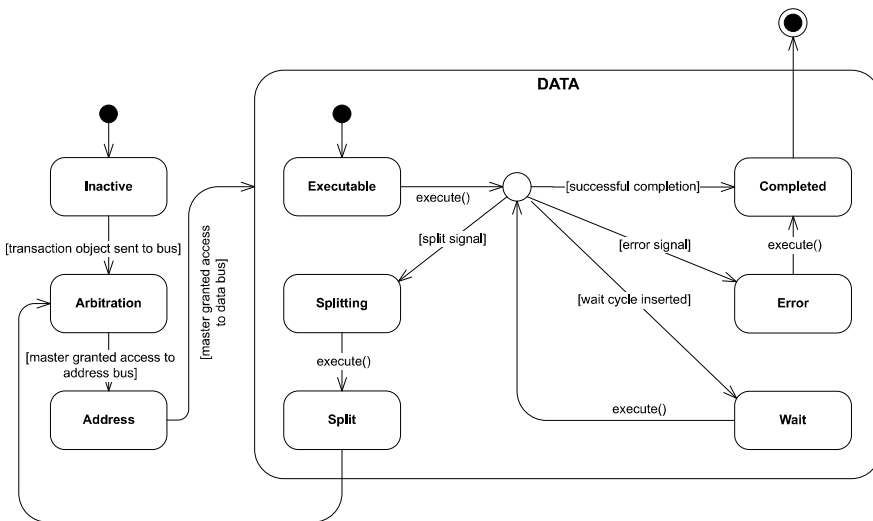 DATA
Inactive
[transaction object sent to bus]
Arbitration
[master granted access to
address bus]
Address
[master granted access
to data bus]
Executable
execute()
[successful completion]
Completed
[split signal]
[error signal]
execute()
Splitting
[wait cycle inserted]
Error
execute()
Split
execute()
Wait